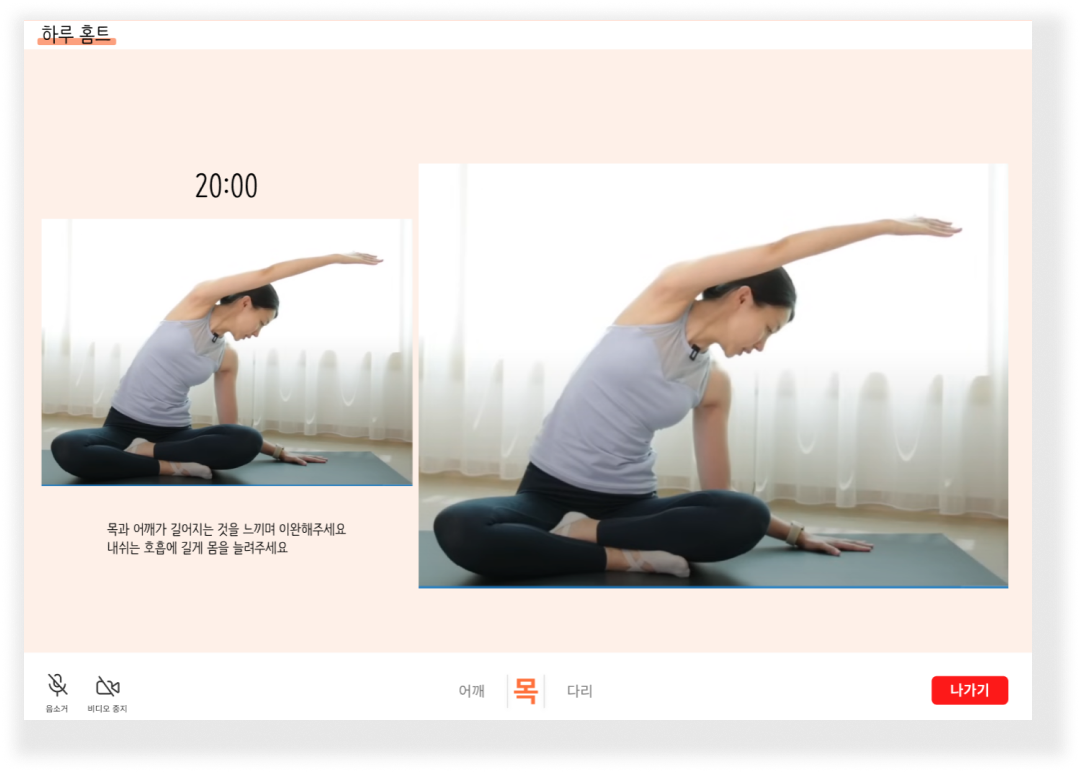 하루 홈트
20:00
목과 어깨가 길어지는 것을 느끼며 이완해주세요
내쉬는 호흡에 길게 몸을 늘려주세요
음소거
비디오 중지
어깨
목
다리
나가기